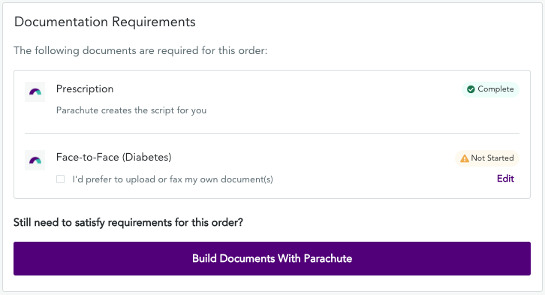 Documentation Requirements
The following documents are required for this order:
Prescription
Complete
Parachute creates the script for you
Face-to-Face (Diabetes)
Not Started
I'd prefer to upload or fax my own document(s)
Edit
Still need to satisfy requirements for this order?
Build Documents With Parachute